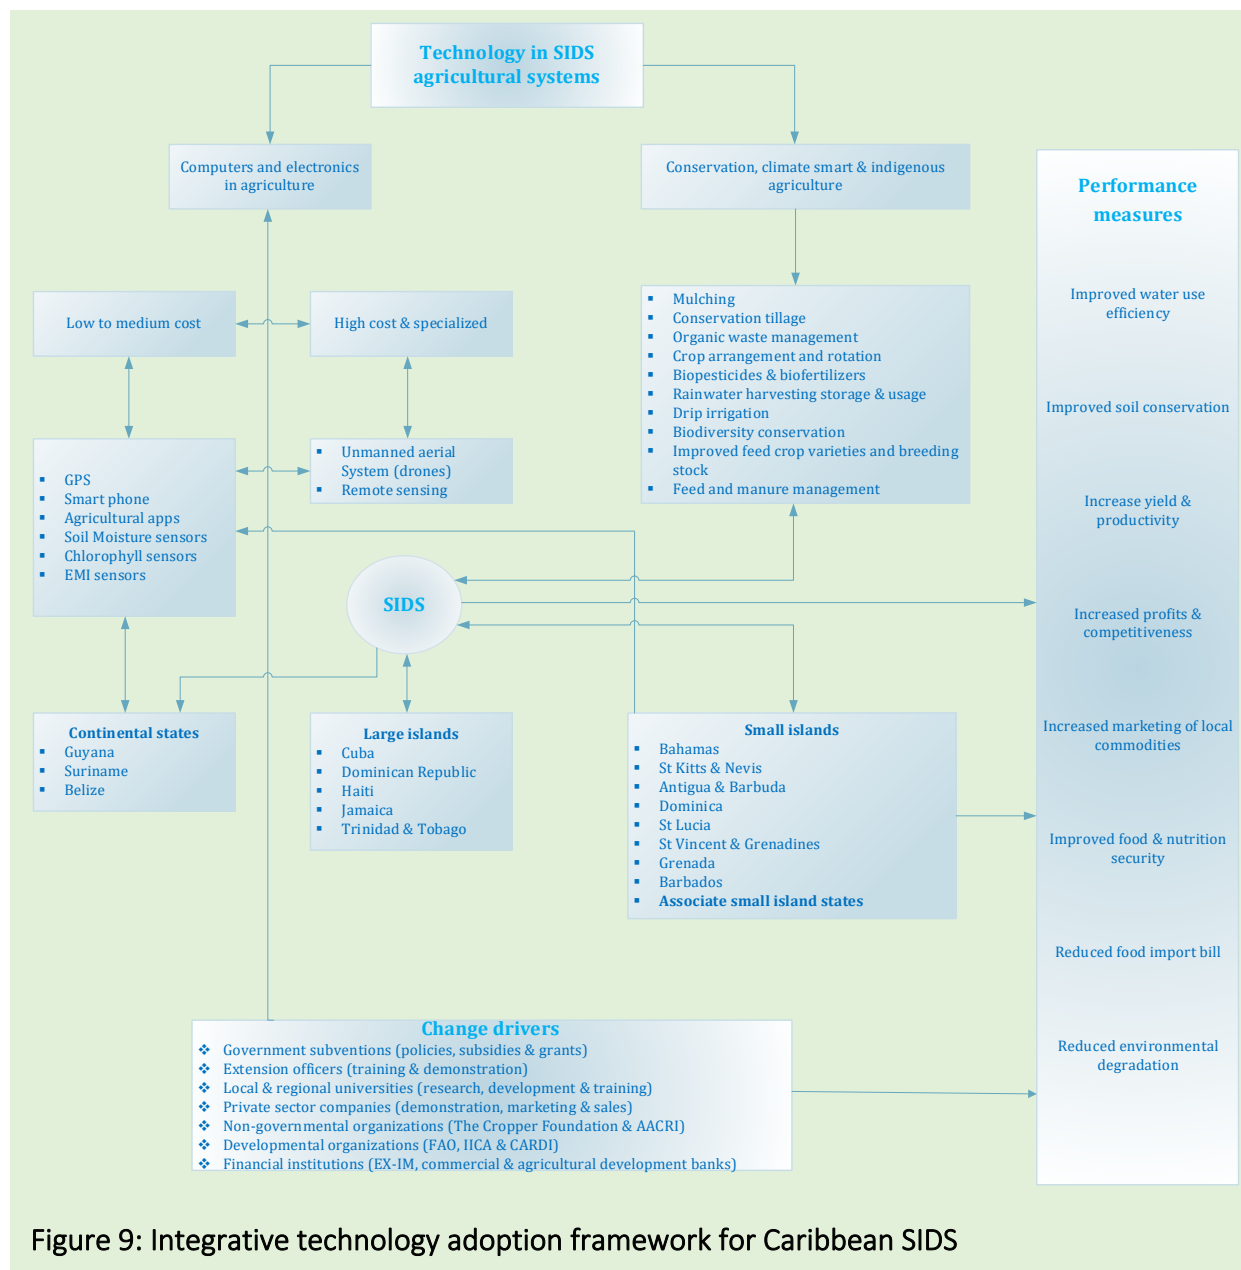 Technology in SIDS
agricultural systems
Computers and electronics
in agriculture
Conservation, climate smart & indigenous
agriculture
Low to medium cost
High cost & specialized
▪ GPS
▪ Smart phone
▪ Agricultural apps
▪ Soil Moisture sensors
▪ Chlorophyll sensors
▪ EMI sensors
▪ Unmanned aerial
System (drones)
▪ Remote sensing
▪ Mulching
▪ Conservation tillage
▪ Organic waste management
▪ Crop arrangement and rotation
▪ Biopesticides & biofertilizers
▪ Rainwater harvesting storage & usage
▪ Drip irrigation
▪ Biodiversity conservation
▪ Improved feed crop varieties and breeding
stock
▪ Feed and manure management
SIDS
Continental states
▪ Guyana
▪ Suriname
▪ Belize
Large islands
▪ Cuba
▪ Dominican Republic
▪ Haiti
▪ Jamaica
▪ Trinidad & Tobago
Small islands
▪ Bahamas
▪ St Kitts & Nevis
▪ Antigua & Barbuda
▪ Dominica
▪ St Lucia
▪ St Vincent & Grenadines
▪ Grenada
▪ Barbados
▪ Associate small island states
Performance
measures
Improved water use
efficiency
Improved soil conservation
Increase yield &
productivity
Increased profits &
competitiveness
Increased marketing of local
commodities
Improved food & nutrition
security
Reduced food import bill
Reduced environmental
degradation
Change drivers
❖ Government subventions (policies, subsidies & grants)
❖ Extension officers (training & demonstration)
❖ Local & regional universities (research, development & training)
❖ Private sector companies (demonstration, marketing & sales)
❖ Non-governmental organizations (The Cropper Foundation & AACRI)
❖ Developmental organizations (FAO, IICA & CARDI)
❖ Financial institutions (EX-IM, commercial & agricultural development banks)
Figure 9: Integrative technology adoption framework for Caribbean SIDS